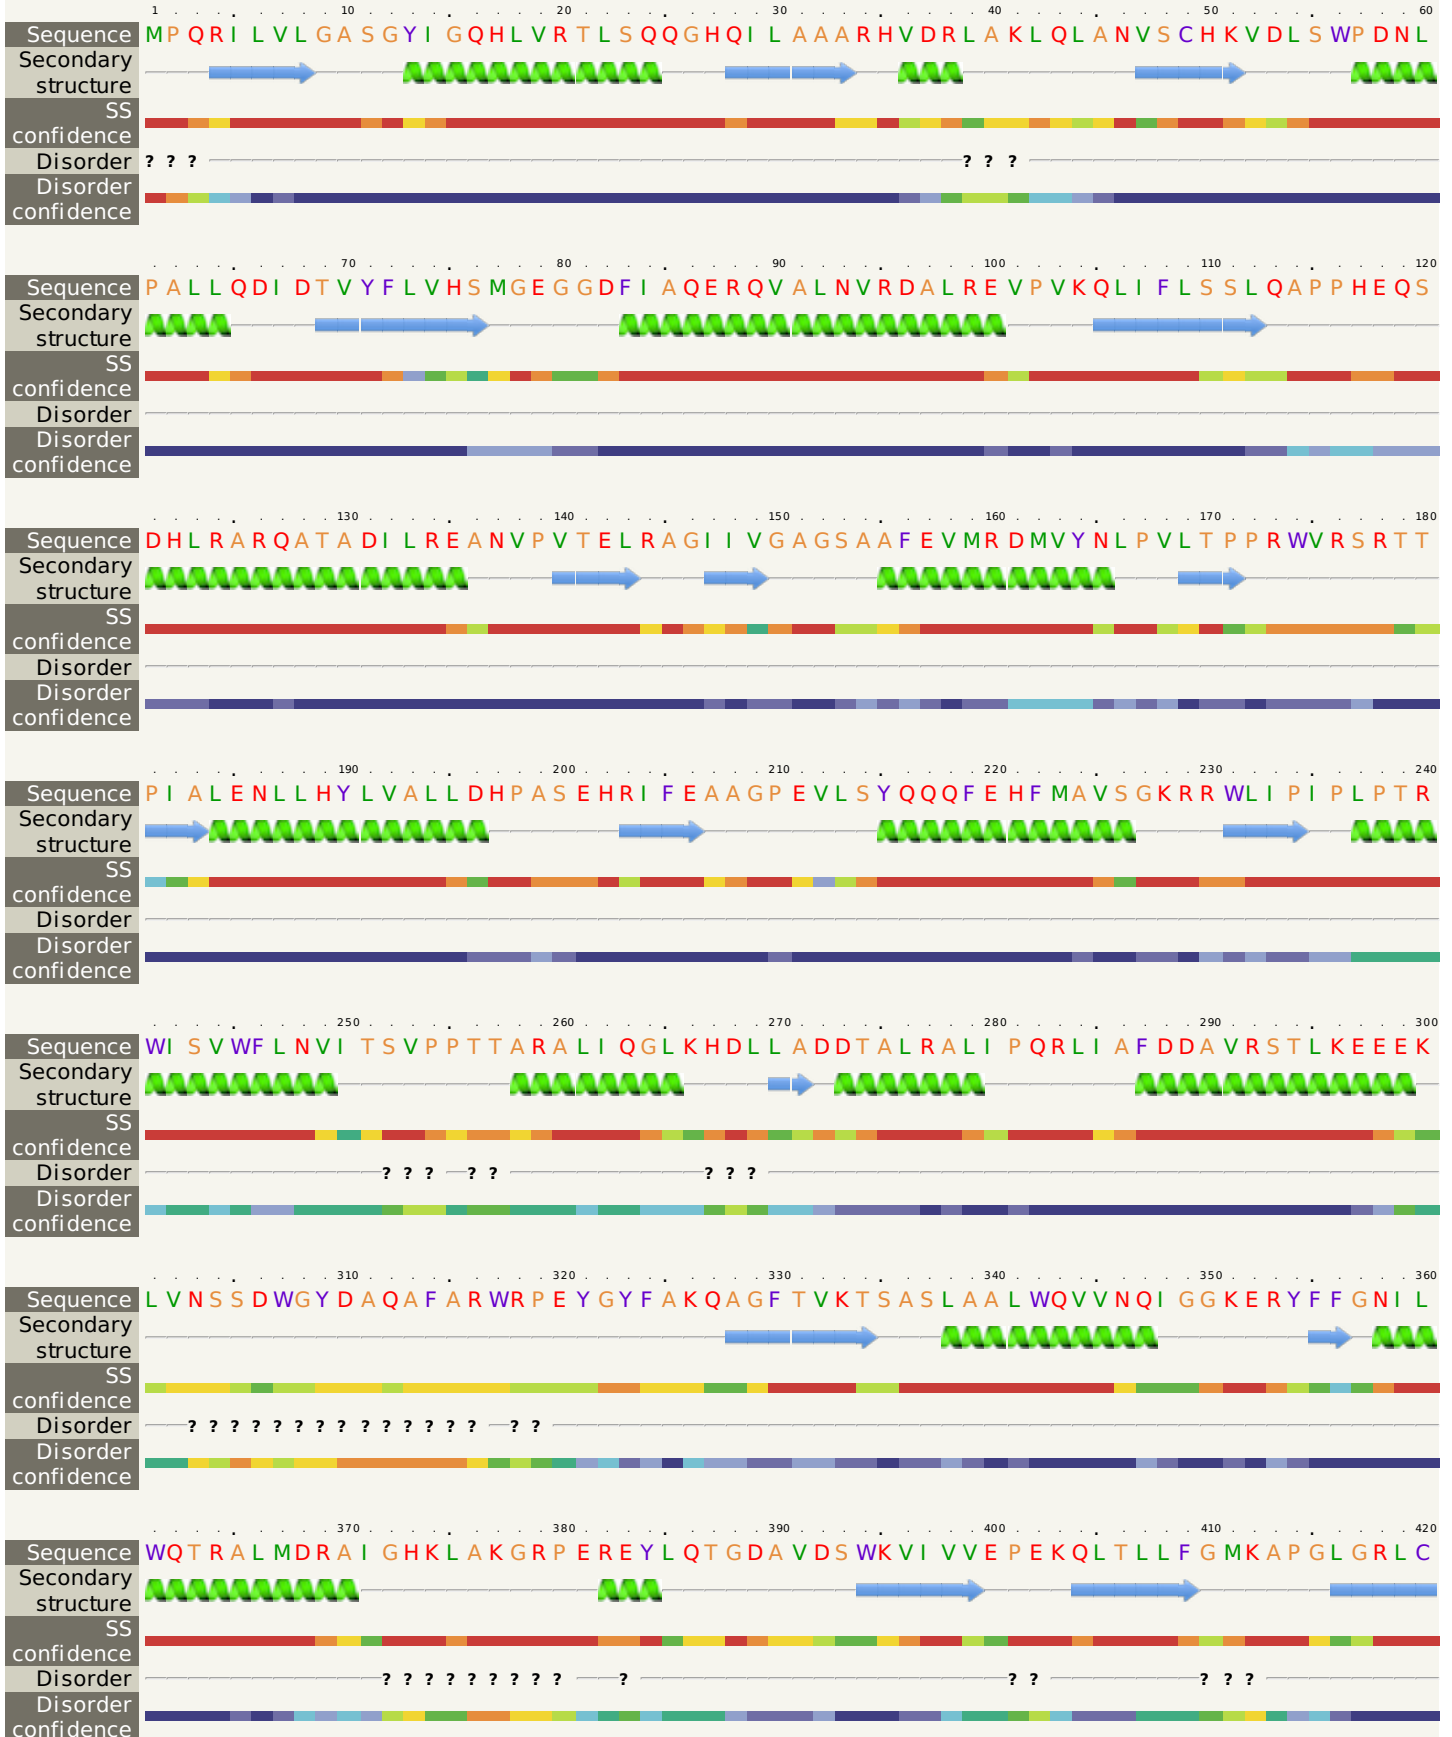 1 . . . . . . . 10 . . . . . . . . . 20 . . . . . . . . . 30 . . . . . . . . . 40 . . . . . . . . . 50 . . . . . . . . . 60
Sequence MPQRILVLGASGYIGQHLVRTLSQQGHQILAAARHVDRLAKLQLANVSCHKVDLSWPDNL
Secondary
structure
SS
confidence
Disorder ? ? ? ? ? ?
Disorder
confidence
. . . . . . . . . 70 . . . . . . . . . 80 . . . . . . . . . 90 . . . . . . . . . 100 . . . . . . . . . 110 . . . . . . . . . 120
Sequence PALLQDIDTVYFLVHSMGEGGDFIAQERQVALNVRDALREVPVKQLIFLSSLQAPPHEQS
Secondary
structure
SS
confidence
Disorder
Disorder
confidence
. . . . . . . . . 130 . . . . . . . . . 140 . . . . . . . . . 150 . . . . . . . . . 160 . . . . . . . . . 170 . . . . . . . . . 180
Sequence DHLRARQATADILREANVPVTELRAGIIVGAGSAAFEVMRDMVYNLPVLTPPRWVRSRTT
Secondary
structure
SS
confidence
Disorder
Disorder
confidence
. . . . . . . . . 190 . . . . . . . . . 200 . . . . . . . . . 210 . . . . . . . . . 220 . . . . . . . . . 230 . . . . . . . . . 240
Sequence PIALENLLHYLVALLDHPASEHRIFEAAGPEVLSYQQQFEHFMAVSGKRRWLIPIPLPTR
Secondary
structure
SS
confidence
Disorder
Disorder
confidence
. . . . . . . . . 250 . . . . . . . . . 260 . . . . . . . . . 270 . . . . . . . . . 280 . . . . . . . . . 290 . . . . . . . . . 300
Sequence WISVWFLNVITSVPPTTARALIQGLKHDLLADDTALRALIPQRLIAFDDAVRSTLKEEEK
Secondary
structure
SS
confidence
Disorder ? ? ? ? ? ? ? ?
Disorder
confidence
. . . . . . . . . 310 . . . . . . . . . 320 . . . . . . . . . 330 . . . . . . . . . 340 . . . . . . . . . 350 . . . . . . . . . 360
Sequence LVNSSDWGYDAQAFARWRPEYGYFAKQAGFTVKTSASLAALWQVVNQIGGKERYFFGNIL
Secondary
structure
SS
confidence
Disorder ? ? ? ? ? ? ? ? ? ? ? ? ? ? ? ?
Disorder
confidence
. . . . . . . . . 370 . . . . . . . . . 380 . . . . . . . . . 390 . . . . . . . . . 400 . . . . . . . . . 410 . . . . . . . . . 420
Sequence WQTRALMDRAIGHKLAKGRPEREYLQTGDAVDSWKVIVVEPEKQLTLLFGMKAPGLGRLC
Secondary
structure
SS
confidence
Disorder ? ? ? ? ? ? ? ? ? ? ? ? ? ? ?
Disorder
confidence